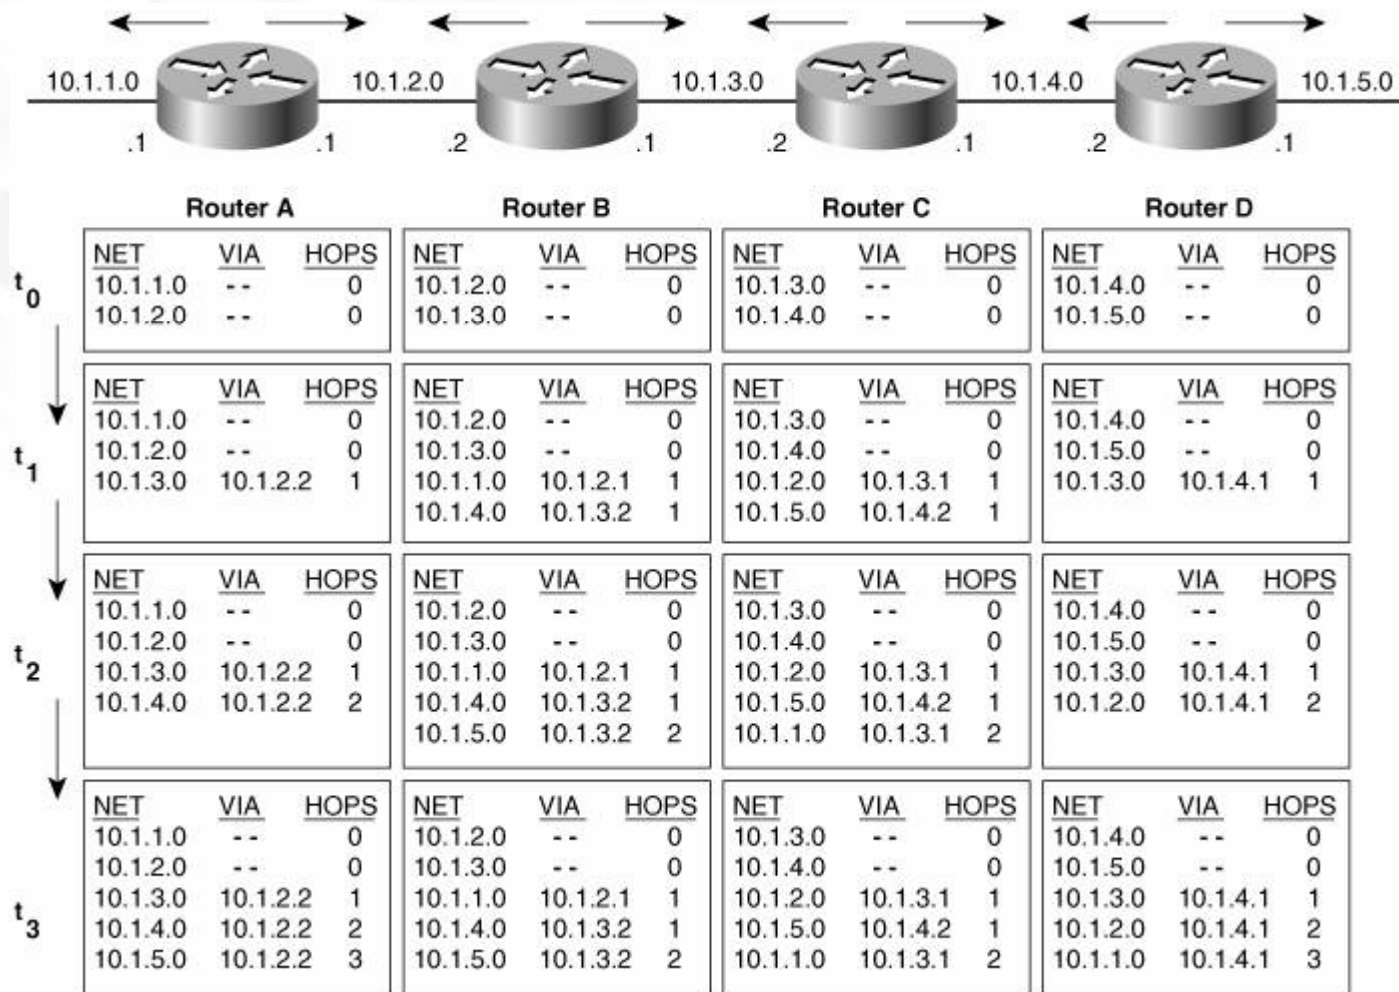 10.1.1.0 10.1.2.0 10.1.3.0 10.1.4.0 10.1.5.0
.1 .1 .2 .1 .2 .1 .2 .1
Router A Router B Router C Router D
t0
NET VIA HOPS NET VIA HOPS NET VIA HOPS NET VIA HOPS
10.1.1.0 -- 0 10.1.2.0 -- 0 10.1.3.0 -- 0 10.1.4.0 -- 0
10.1.2.0 -- 0 10.1.3.0 -- 0 10.1.4.0 -- 0 10.1.5.0 -- 0
t1
NET VIA HOPS NET VIA HOPS NET VIA HOPS NET VIA HOPS
10.1.1.0 -- 0 10.1.2.0 -- 0 10.1.3.0 -- 0 10.1.4.0 -- 0
10.1.2.0 -- 0 10.1.3.0 -- 0 10.1.4.0 -- 0 10.1.5.0 -- 0
10.1.3.0 10.1.2.2 1 10.1.1.0 10.1.2.1 1 10.1.2.0 10.1.3.1 1 10.1.3.0 10.1.4.1 1
10.1.4.0 10.1.3.2 1 10.1.5.0 10.1.4.2 1
t2
NET VIA HOPS NET VIA HOPS NET VIA HOPS NET VIA HOPS
10.1.1.0 -- 0 10.1.2.0 -- 0 10.1.3.0 -- 0 10.1.4.0 -- 0
10.1.2.0 -- 0 10.1.3.0 -- 0 10.1.4.0 -- 0 10.1.5.0 -- 0
10.1.3.0 10.1.2.2 1 10.1.1.0 10.1.2.1 1 10.1.2.0 10.1.3.1 1 10.1.3.0 10.1.4.1 1
10.1.4.0 10.1.2.2 2 10.1.4.0 10.1.3.2 1 10.1.5.0 10.1.4.2 1 10.1.2.0 10.1.4.1 2
10.1.5.0 10.1.3.2 2 10.1.1.0 10.1.3.1 2
t3
NET VIA HOPS NET VIA HOPS NET VIA HOPS NET VIA HOPS
10.1.1.0 -- 0 10.1.2.0 -- 0 10.1.3.0 -- 0 10.1.4.0 -- 0
10.1.2.0 -- 0 10.1.3.0 -- 0 10.1.4.0 -- 0 10.1.5.0 -- 0
10.1.3.0 10.1.2.2 1 10.1.1.0 10.1.2.1 1 10.1.2.0 10.1.3.1 1 10.1.3.0 10.1.4.1 1
10.1.4.0 10.1.2.2 2 10.1.4.0 10.1.3.2 1 10.1.5.0 10.1.4.2 1 10.1.2.0 10.1.4.1 2
10.1.5.0 10.1.2.2 3 10.1.5.0 10.1.3.2 2 10.1.1.0 10.1.3.1 2 10.1.1.0 10.1.4.1 3